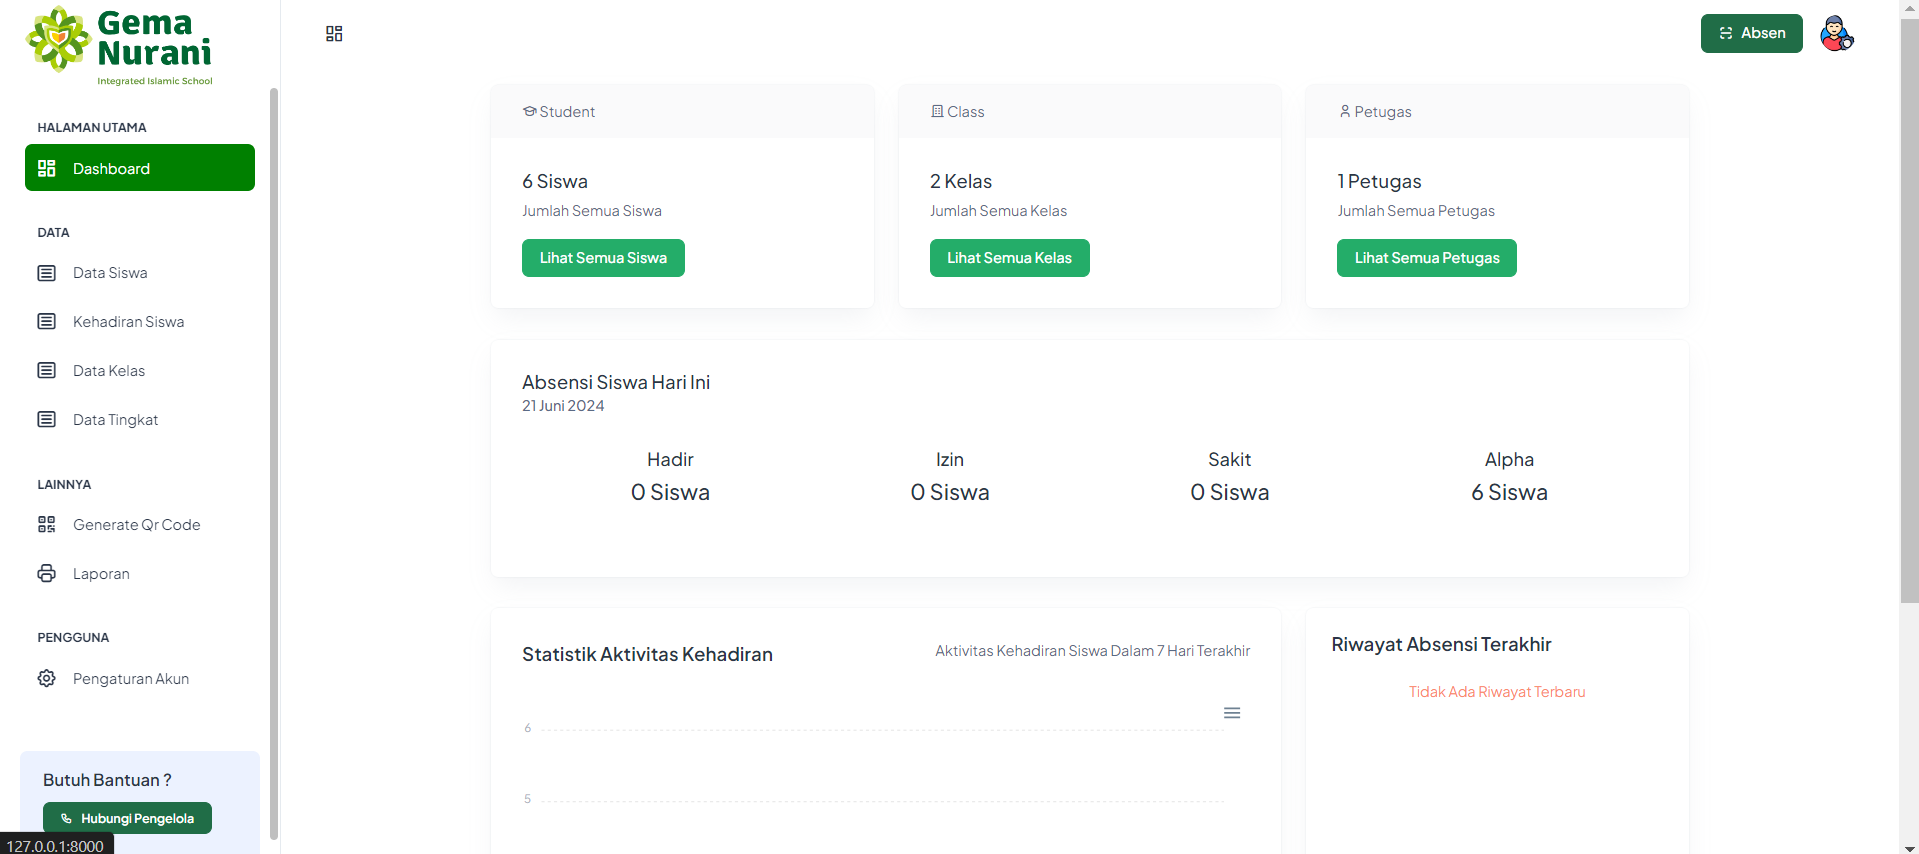 Gema
Nurani
Integrated Islamic School
HALAMAN UTAMA
Dashboard
DATA
Data Siswa
Kehadiran Siswa
Data Kelas
Data Tingkat
LAINNYA
Generate Qr Code
Laporan
PENGGUNA
Pengaturan Akun
Butuh Bantuan ?
Hubungi Pengelola
127.0.0.1:8000
Absen
Student
6 Siswa
Jumlah Semua Siswa
Lihat Semua Siswa
Class
2 Kelas
Jumlah Semua Kelas
Lihat Semua Kelas
Petugas
1 Petugas
Jumlah Semua Petugas
Lihat Semua Petugas
Absensi Siswa Hari Ini
21 Juni 2024
Hadir
0 Siswa
Izin
0 Siswa
Sakit
0 Siswa
Alpha
6 Siswa
Statistik Aktivitas Kehadiran
Aktivitas Kehadiran Siswa Dalam 7 Hari Terakhir
6
5
Riwayat Absensi Terakhir
Tidak Ada Riwayat Terbaru